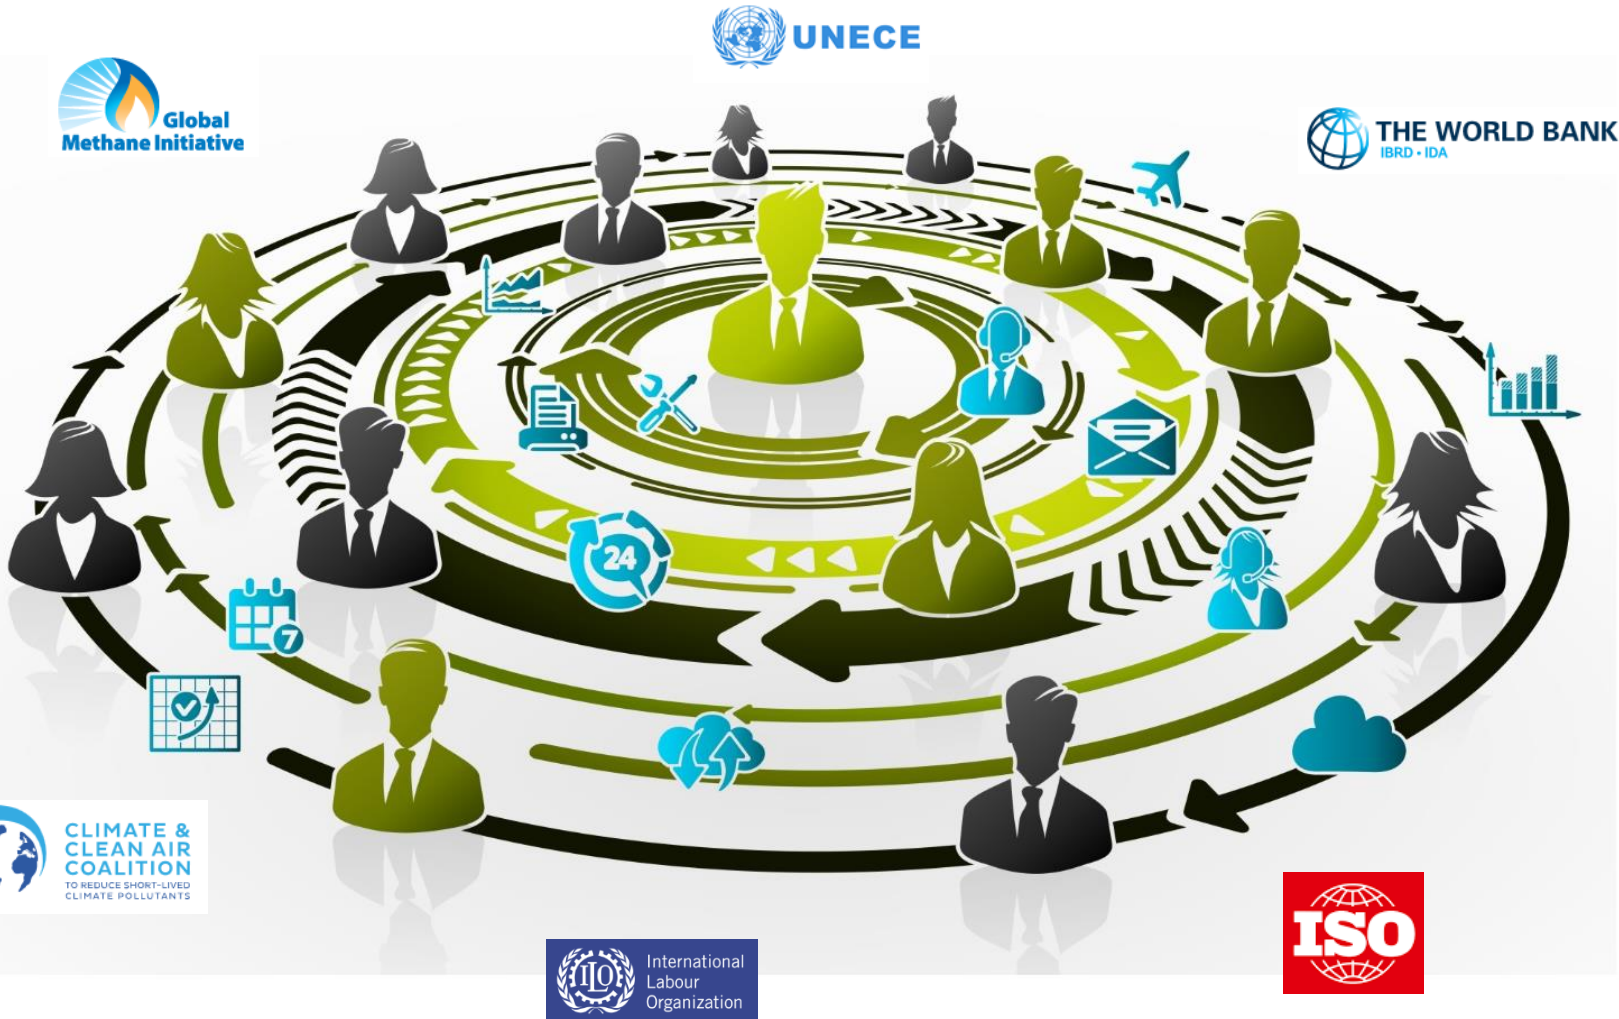 UNECE
Global
Methane Initiative
THE WORLD BANK
IBRD • IDA
24
7
CLIMATE &
CLEAN AIR
COALITION
TO REDUCE SHORT-LIVED
CLIMATE POLLUTANTS
ISO
ILO
International
Labour
Organization